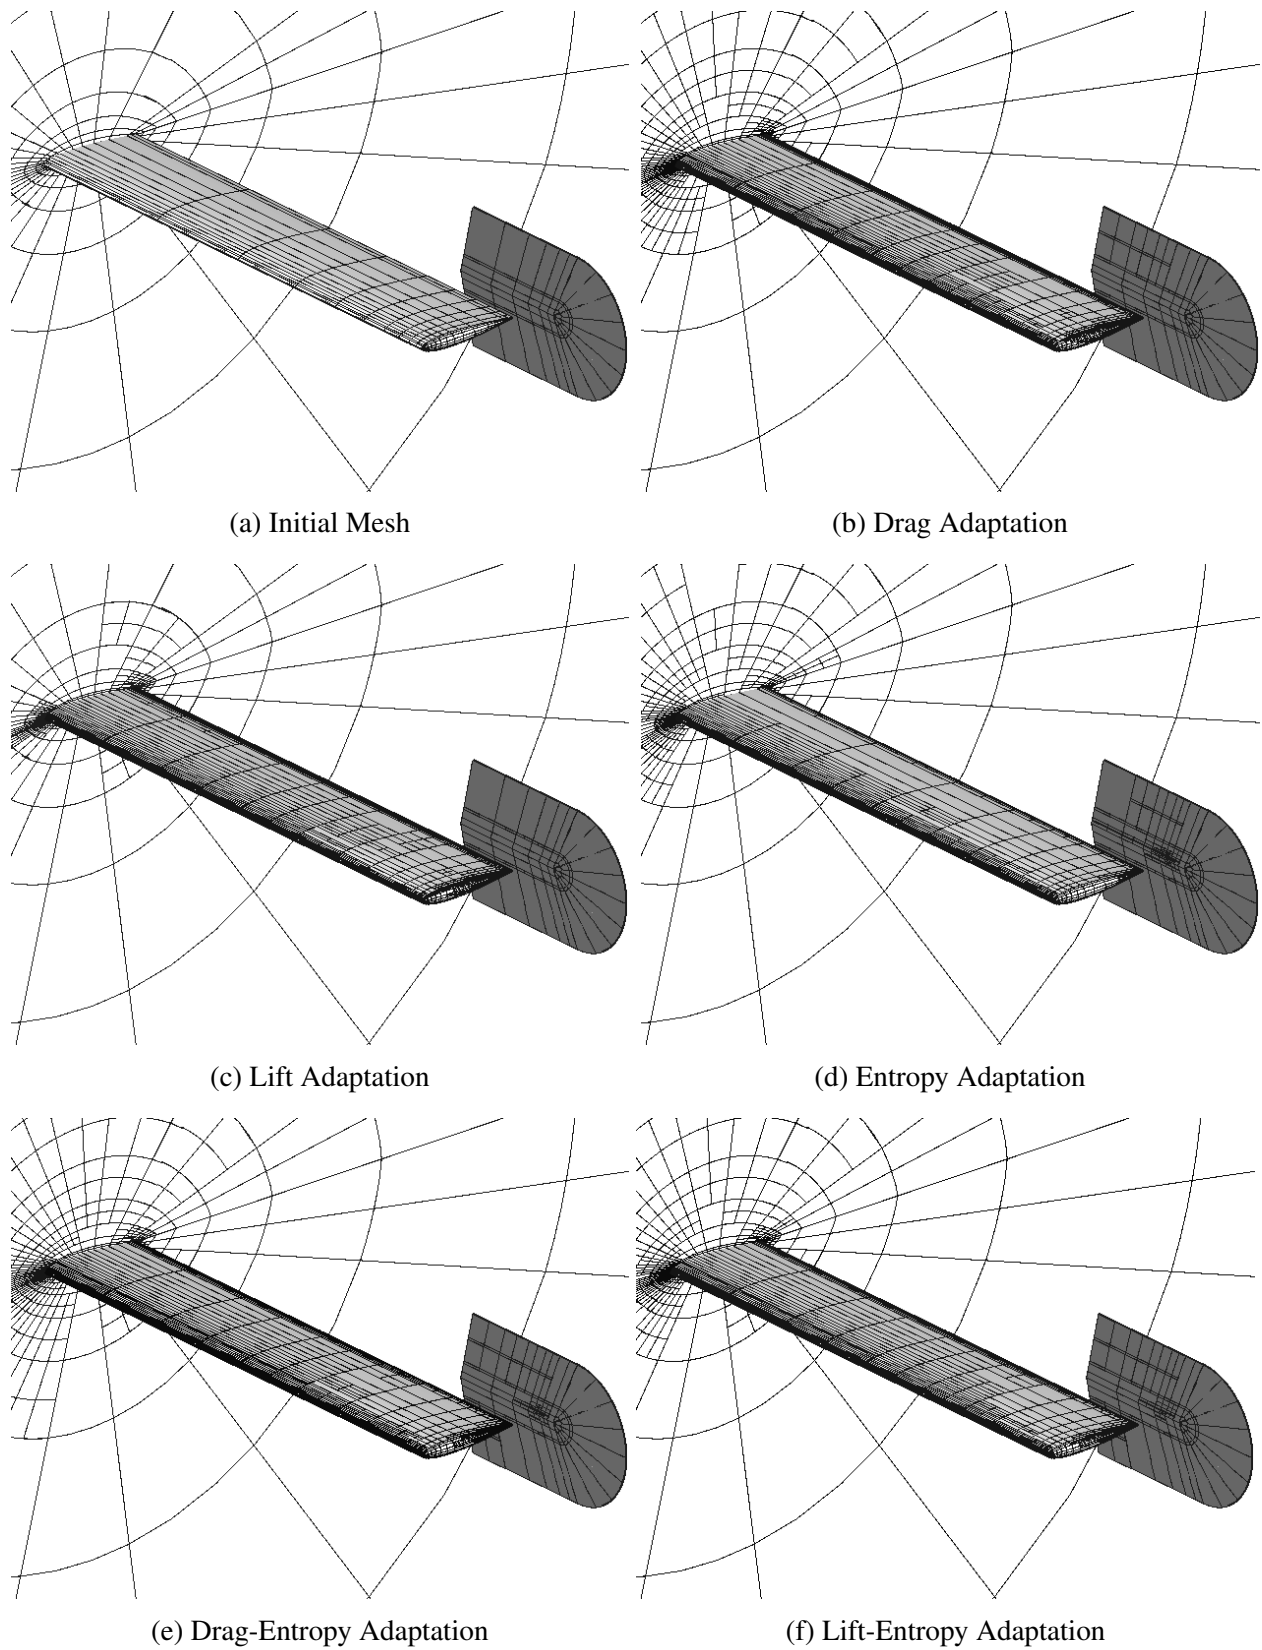 (a) Initial Mesh
(b) Drag Adaptation
(c) Lift Adaptation
(d) Entropy Adaptation
(e) Drag-Entropy Adaptation
(f) Lift-Entropy Adaptation